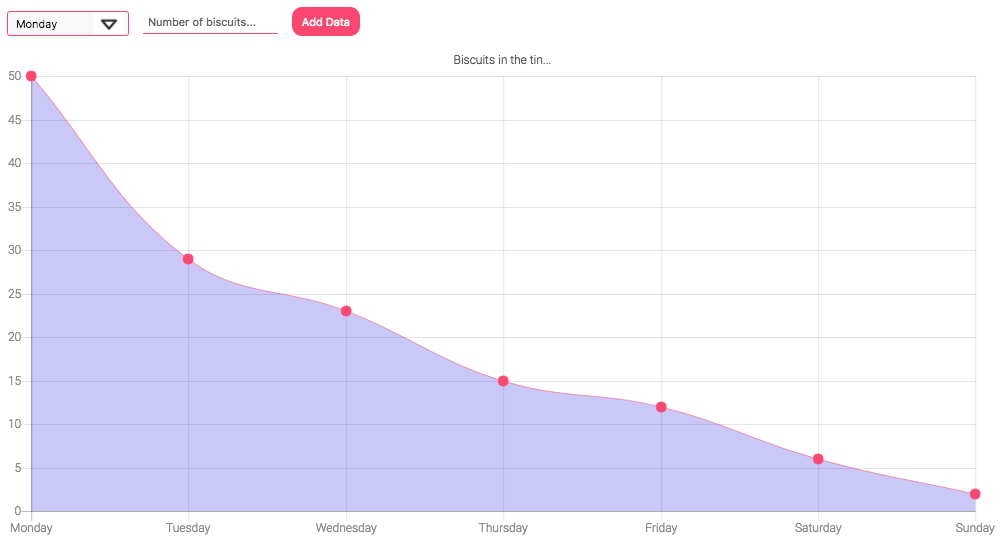 Monday
Number of biscuits...
Add Data
Biscuits in the tin...
50
45
40
35
30
25
20
15
10
5
0
Monday Tuesday Wednesday Thursday Friday Saturday Sunday